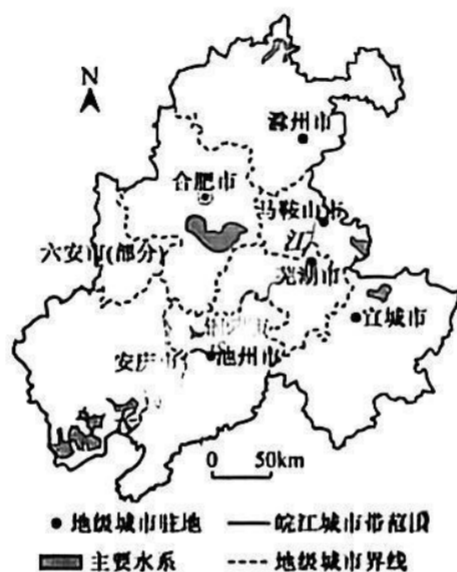 N
滁州市
合肥市
马鞍山市
江
六安市(部分)
芜湖市
宣城市
安庆市
池州市
0 50km
地级城市驻地 皖江城市带范围
主要水系 地级城市界线